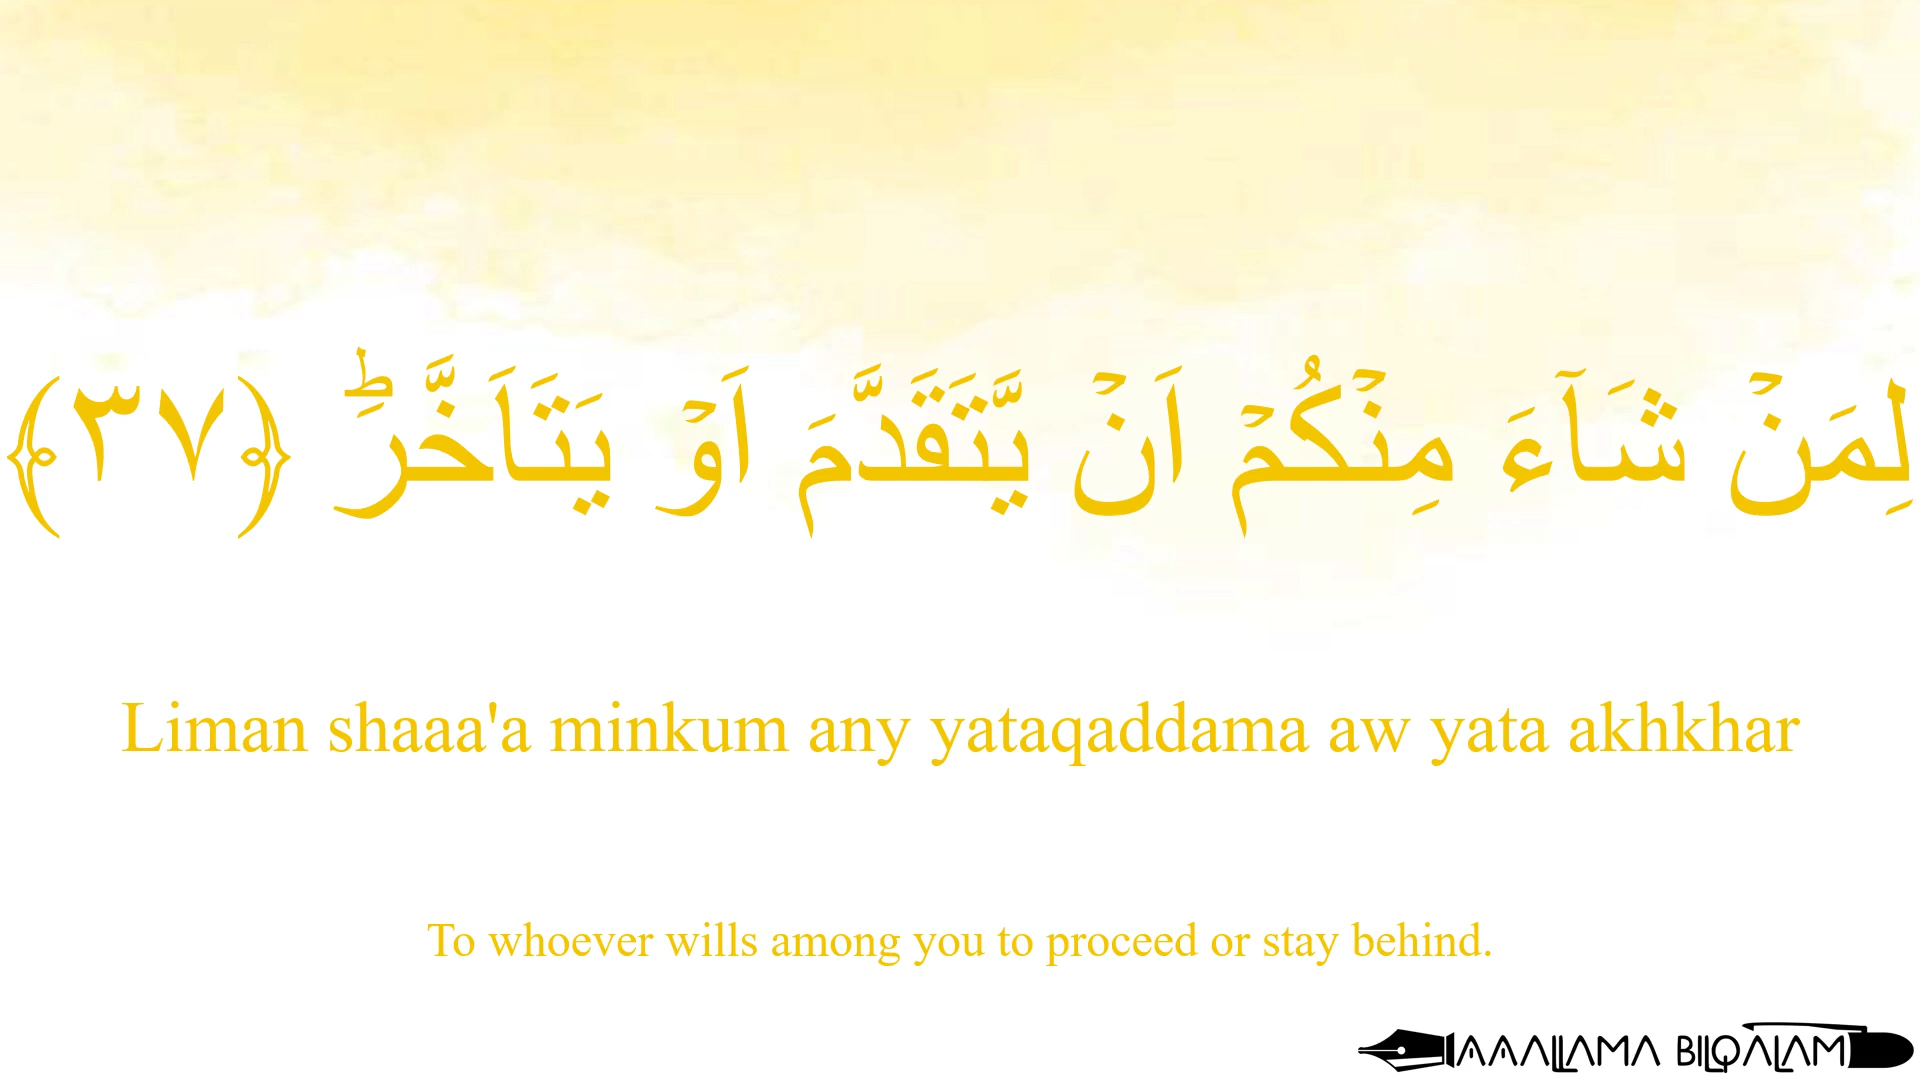 لِمَنۡ شَآءَ مِنۡكُمۡ اَنۡ يَّتَقَدَّمَ اَوۡ يَتَاَخَّرَؕ ﴿۳۷﴾
Liman shaaa'a minkum any yataqaddama aw yata akhkhar
To whoever wills among you to proceed or stay behind.
AAALLAMA BILQALAM